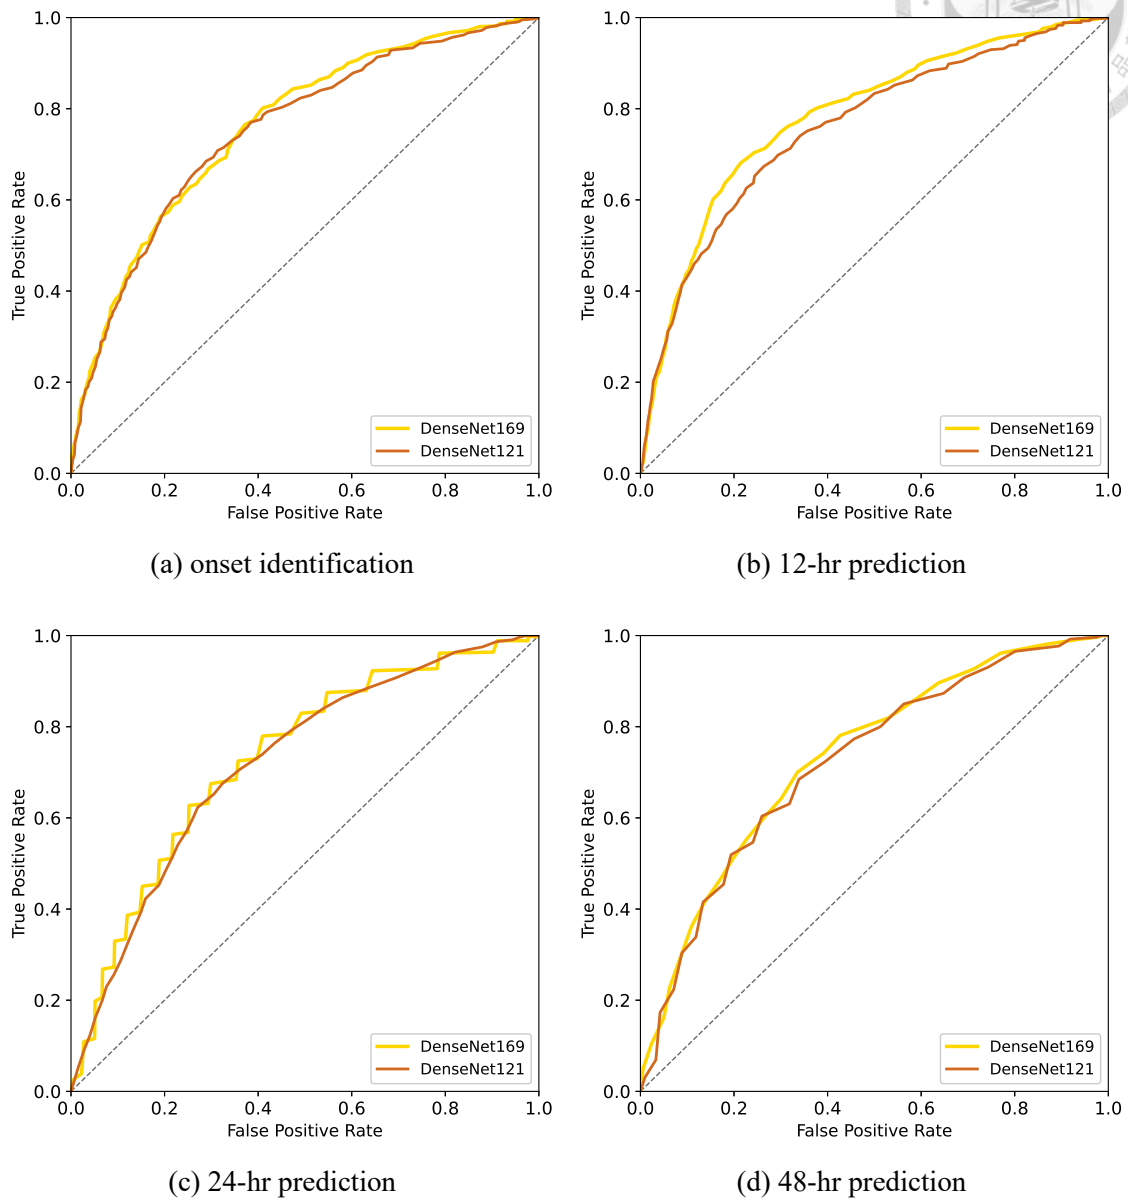 1.0
0.8
0.6
0.4
0.2
0.0
True Positive Rate
0.0 0.2 0.4 0.6 0.8 1.0
False Positive Rate
DenseNet169
DenseNet121
(a) onset identification
1.0
0.8
0.6
0.4
0.2
0.0
True Positive Rate
0.0 0.2 0.4 0.6 0.8 1.0
False Positive Rate
DenseNet169
DenseNet121
(b) 12-hr prediction
1.0
0.8
0.6
0.4
0.2
0.0
True Positive Rate
0.0 0.2 0.4 0.6 0.8 1.0
False Positive Rate
DenseNet169
DenseNet121
(c) 24-hr prediction
1.0
0.8
0.6
0.4
0.2
0.0
True Positive Rate
0.0 0.2 0.4 0.6 0.8 1.0
False Positive Rate
DenseNet169
DenseNet121
(d) 48-hr prediction